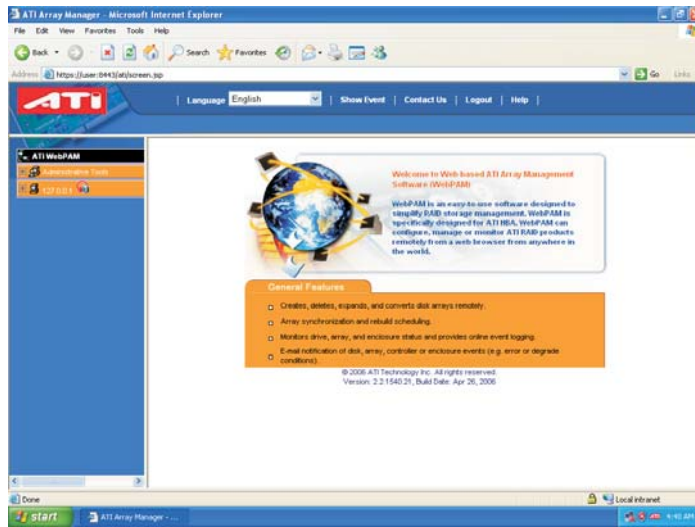 ATI Array Manager - Microsoft Internet Explorer
File Edit View Favorites Tools Help
Back Search Favorites
Address https://user:8443/ati/screen.jsp Go Links
ATI | Language English | Show Event | Contact Us | Logout | Help |
ATI WebPAM
Administrative Tools
127.0.0.1
Welcome to Web based ATI Array Management
Software (WebPAM)
WebPAM is an easy-to-use software designed to
simplify RAID storage management. WebPAM is
specifically designed for ATI HBA. WebPAM can
configure, manage or monitor ATI RAID products
remotely from a web browser from anywhere in
the world.
General Features
Creates, deletes, expands, and converts disk arrays remotely.
Array synchronization and rebuild scheduling.
Monitors drive, array, and enclosure status and provides online event logging.
E-mail notification of disk, array, controller or enclosure events (e.g. error or degrade
conditions).
© 2006 ATI Technology Inc. All rights reserved.
Version: 2.2.1540.21, Build Date: Apr 26, 2006
Done Local intranet
start ATI Array Manager - ... 4:40 AM